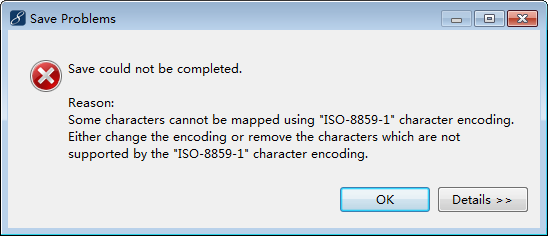 Save Problems
Save could not be completed.
Reason:
Some characters cannot be mapped using "ISO-8859-1" character encoding.
Either change the encoding or remove the characters which are not
supported by the "ISO-8859-1" character encoding.
OK
Details >>